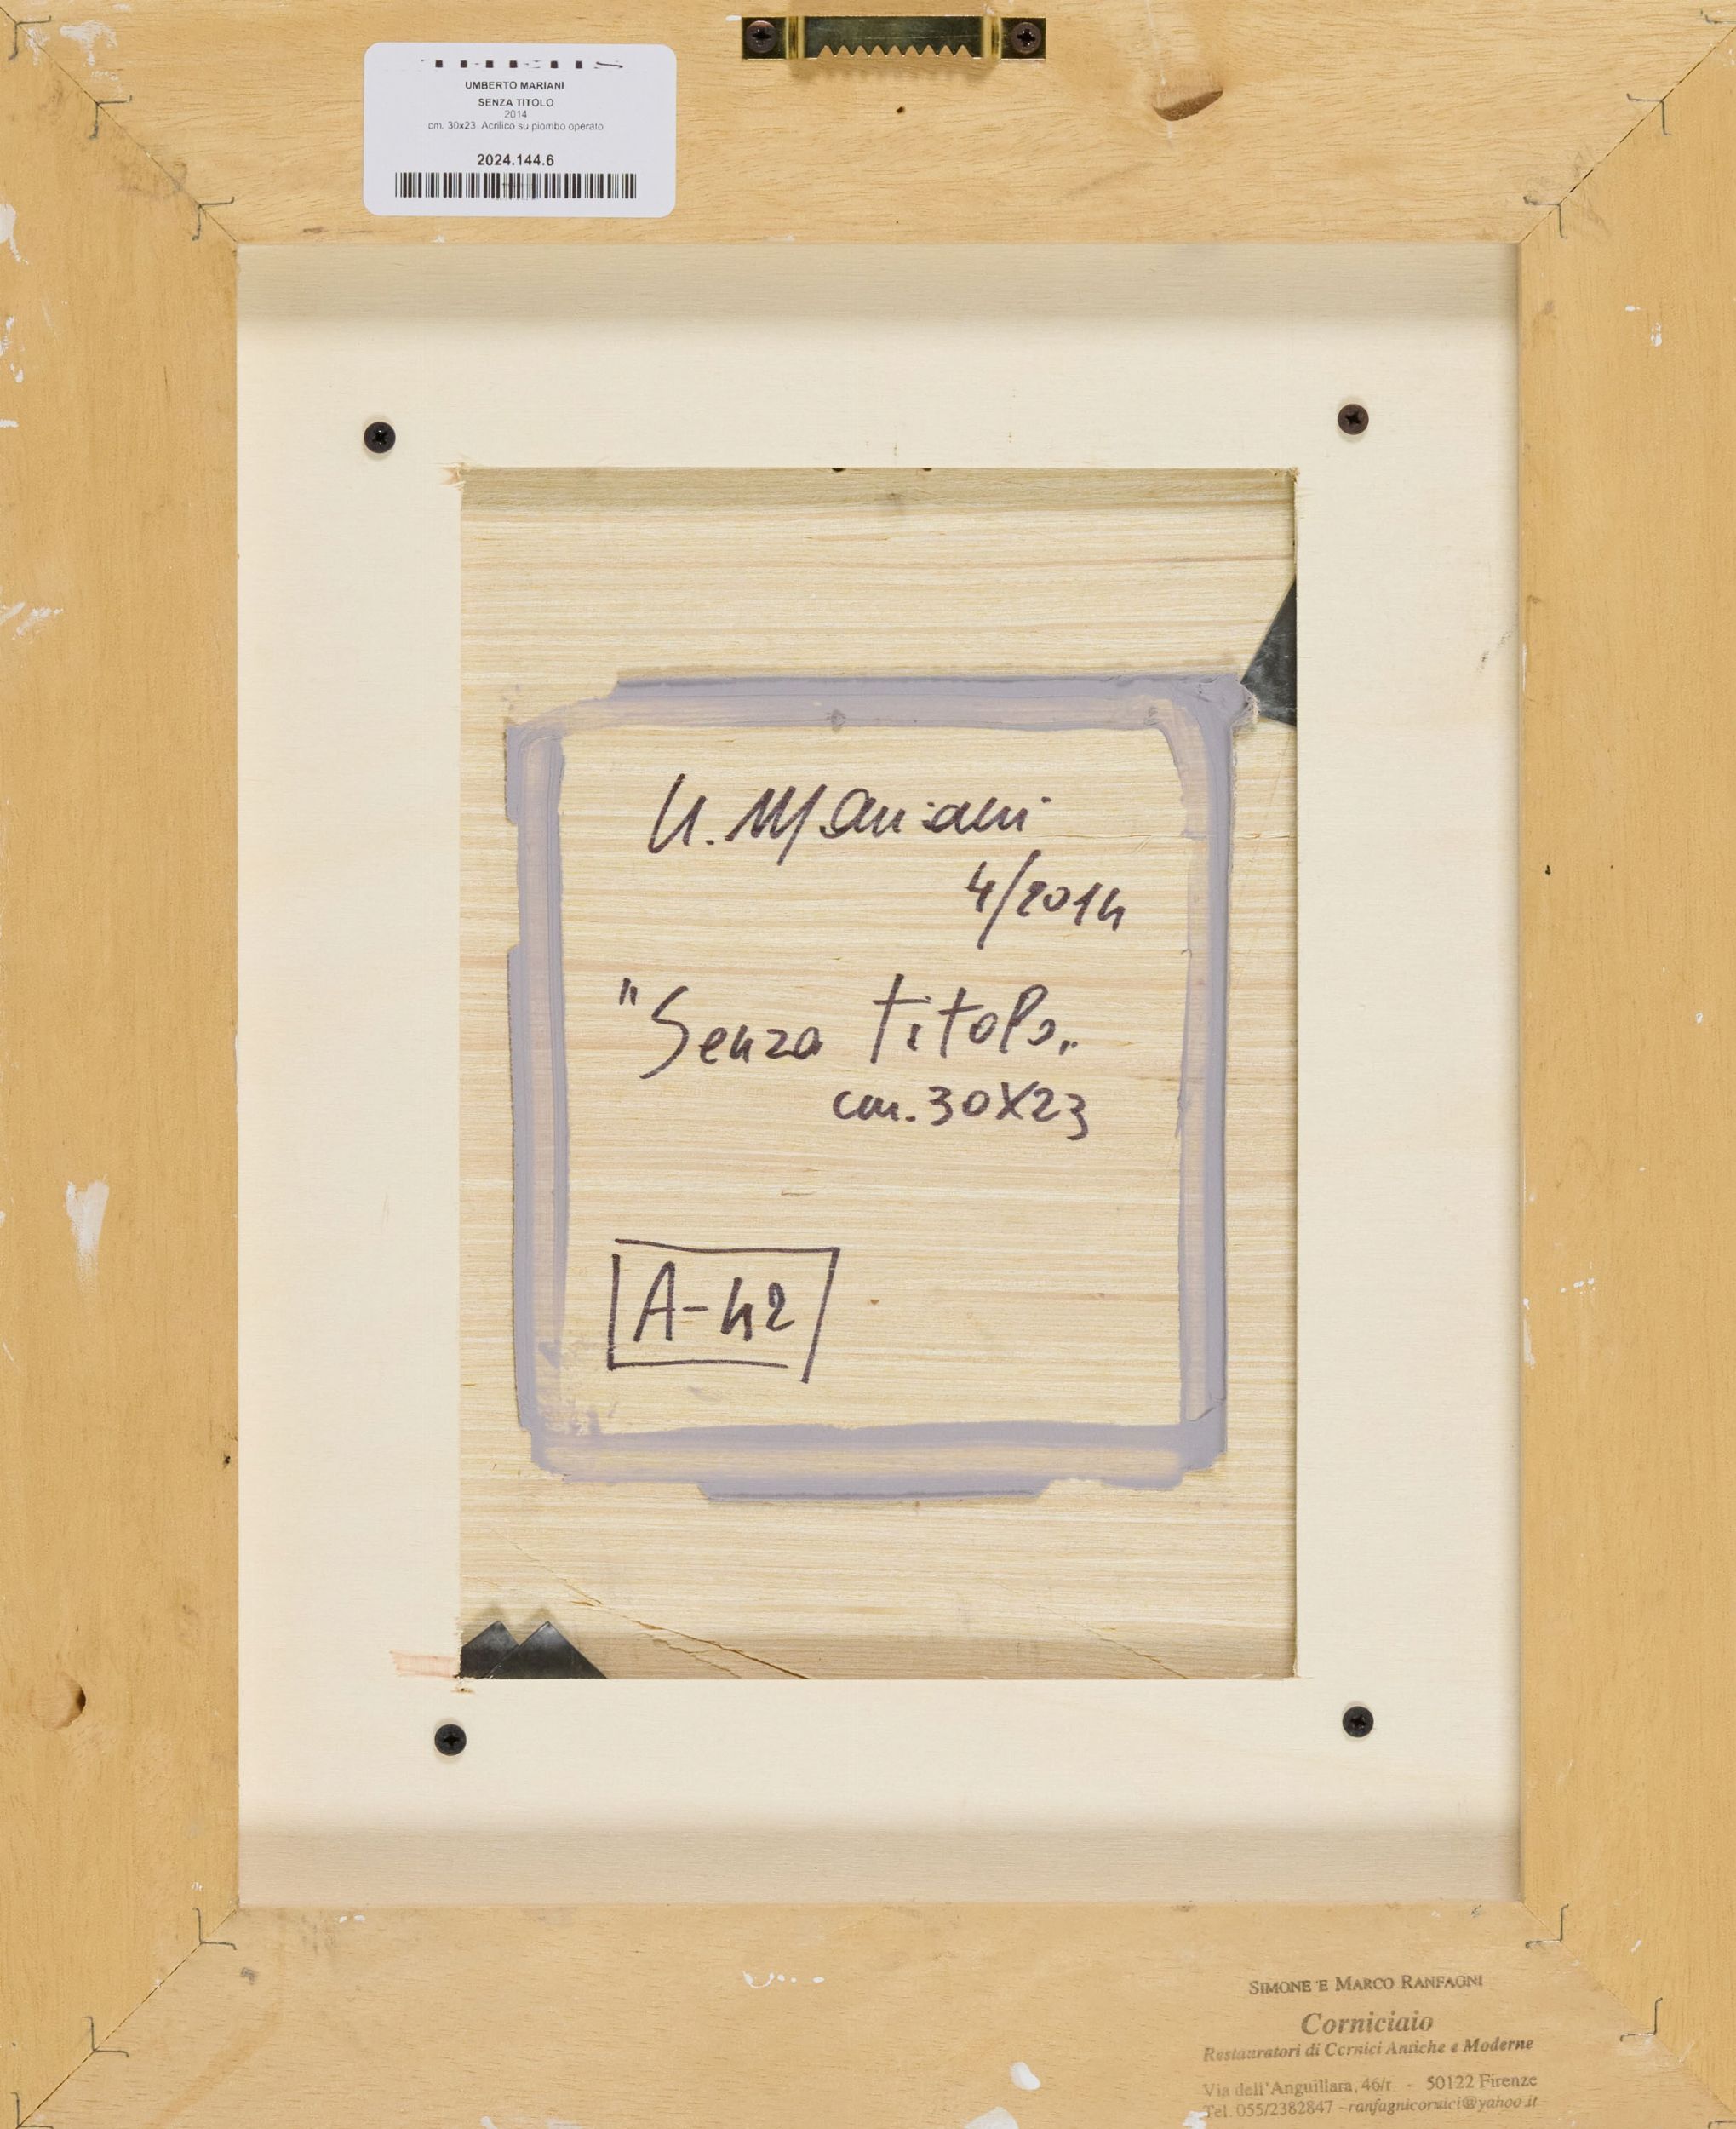 UMBERTO MARIANI
SENZA TITOLO
2014
cm. 30x23 Acrilico su piombo operato
2024.144.6
U. Mariani
4/2014
"Senza titolo"
cm. 30X23
A-42
SIMONE E MARCO RANFAGNI
Corniciaio
Restauratori di Cornici Antiche e Moderne
Via dell'Anguillara, 46/r - 50122 Firenze
Tel. 055/2382847 - ranfagnicornici@yahoo.it